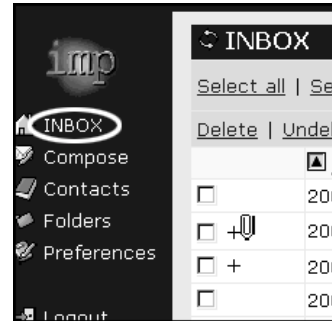 imp
INBOX
Select all | Se
Delete | Undel
INBOX
Compose
Contacts
Folders
Preferences
Logout
+ 200
+ 200
200
200